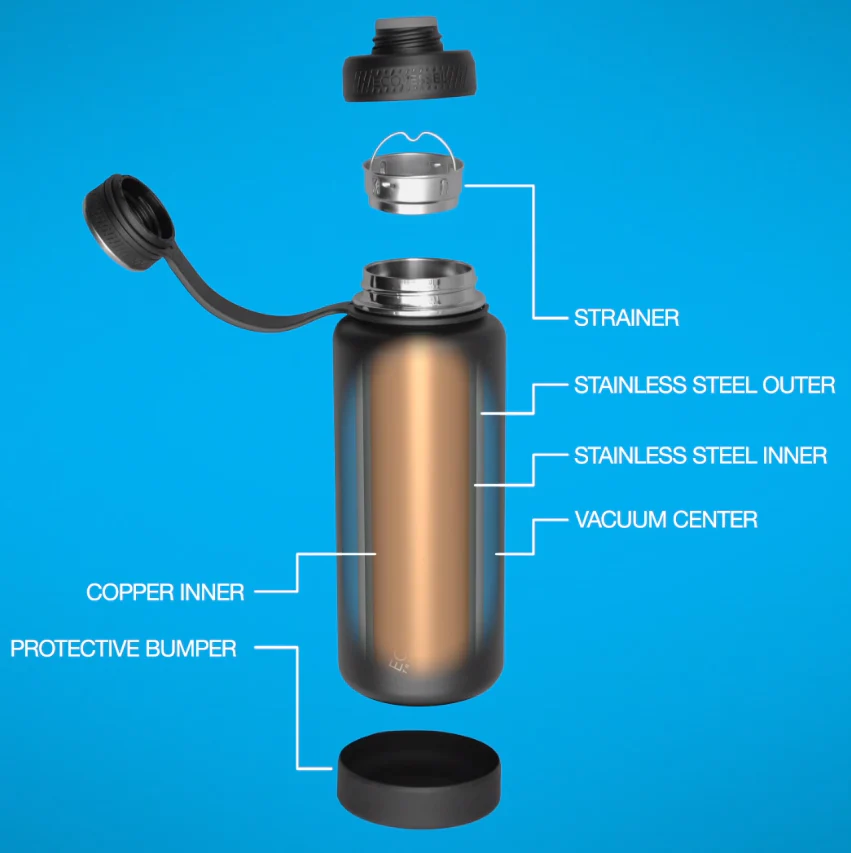 STRAINER
STAINLESS STEEL OUTER
STAINLESS STEEL INNER
VACUUM CENTER
COPPER INNER
PROTECTIVE BUMPER